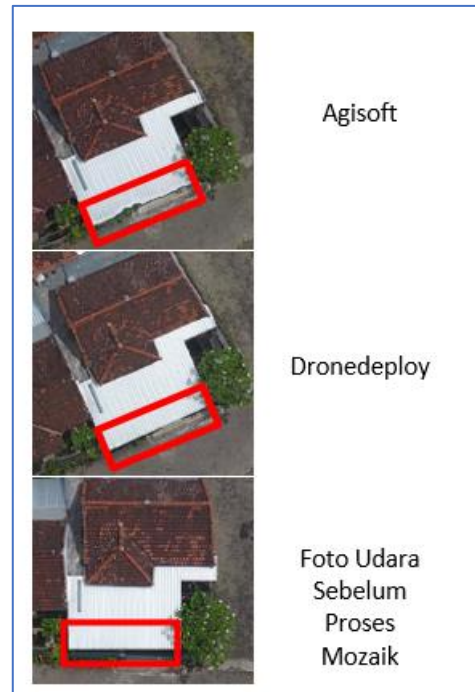 Agisoft
Dronedeploy
Foto Udara
Sebelum
Proses
Mozaik